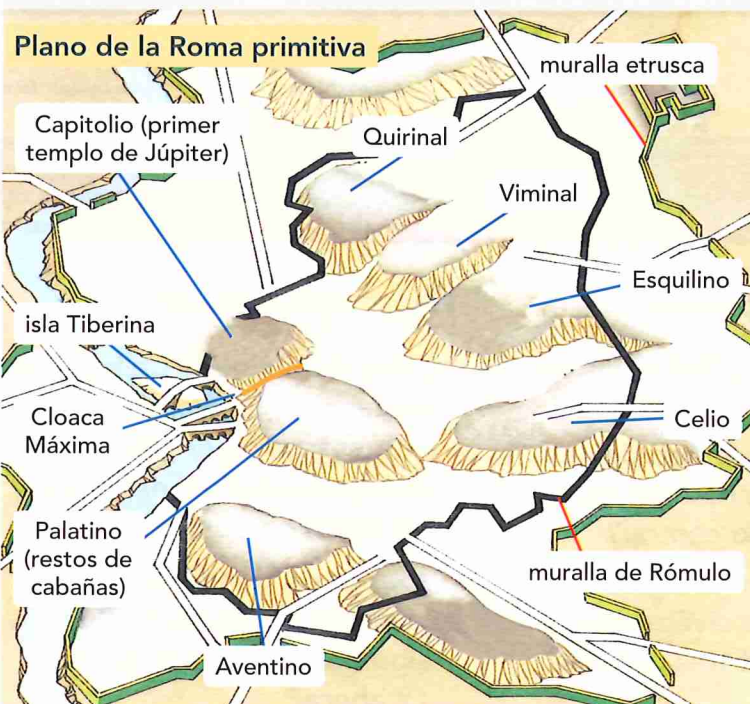 Plano de la Roma primitiva
muralla etrusca
Capitolio (primer
templo de Júpiter)
Quirinal
Viminal
Esquilino
isla Tiberina
Cloaca
Máxima
Celio
Palatino
(restos de
cabañas)
muralla de Rómulo
Aventino